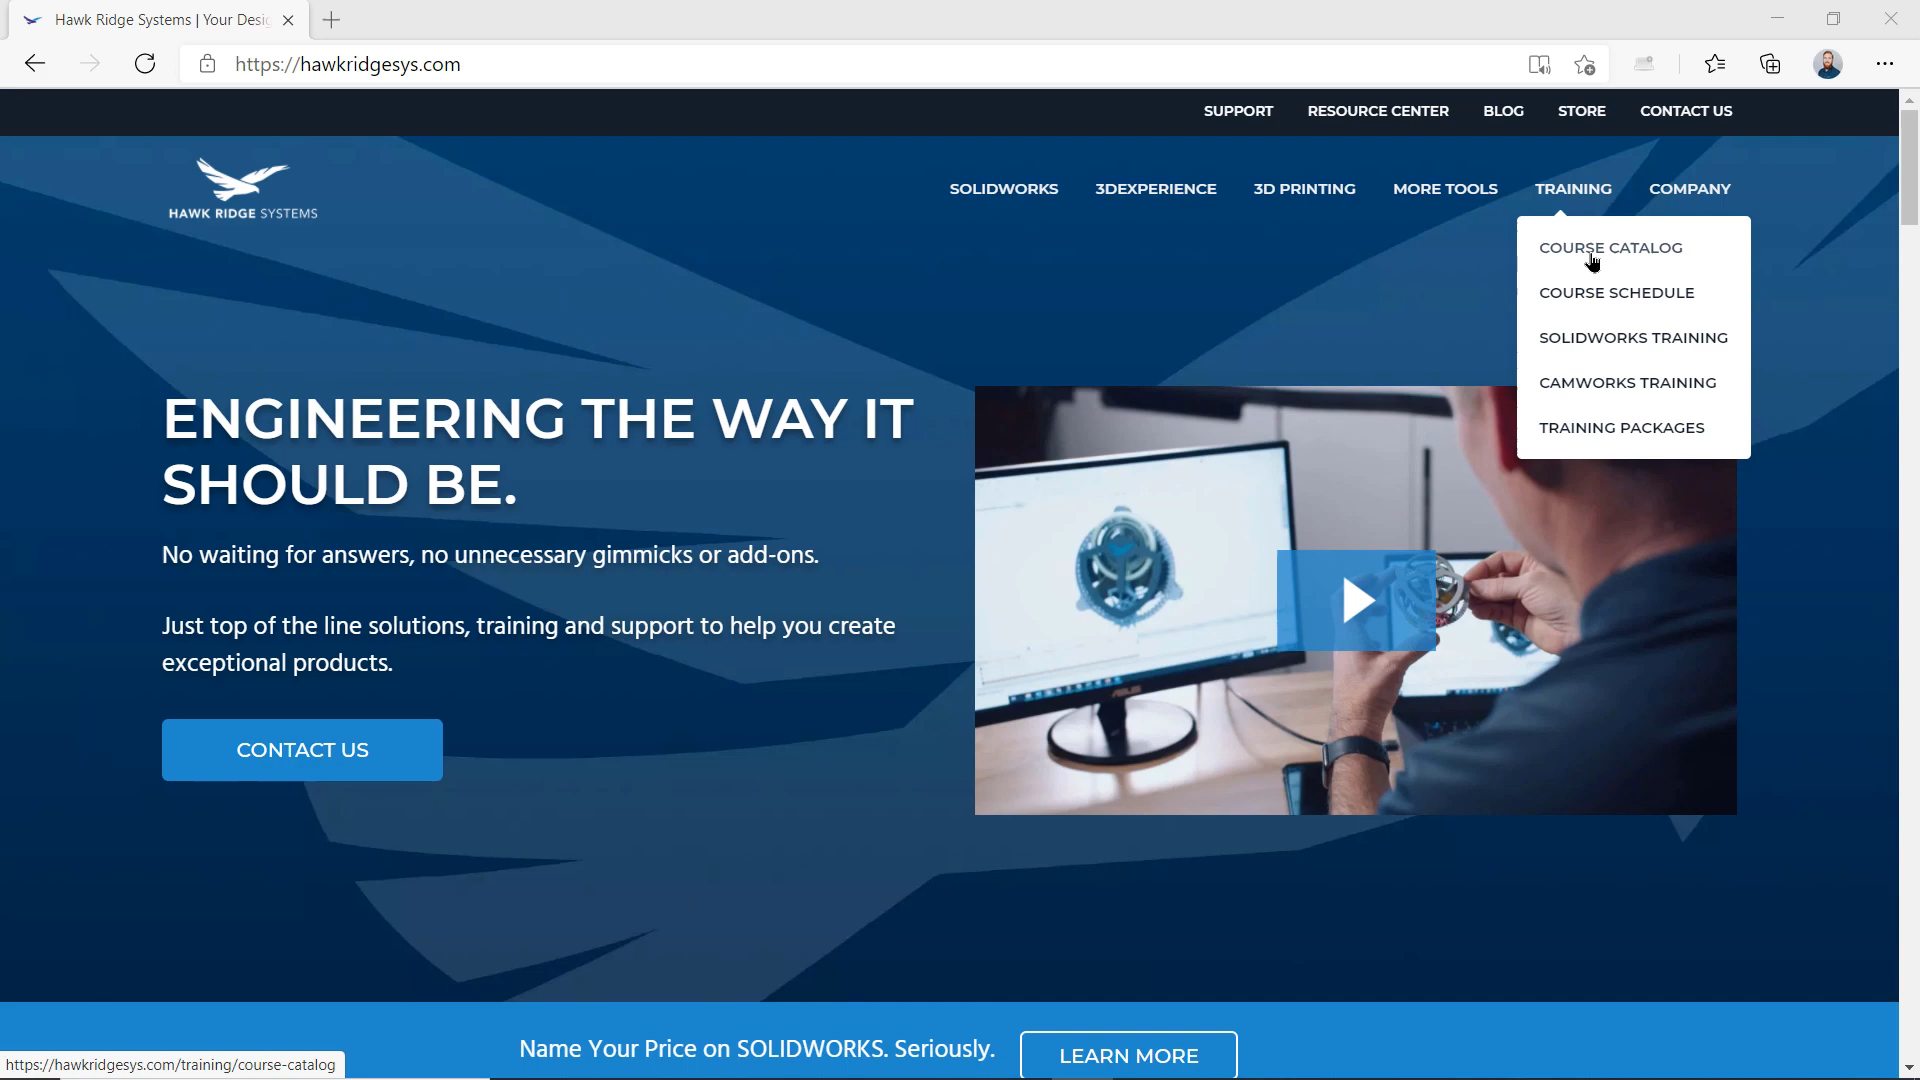 Hawk Ridge Systems | Your Desig
https://hawkridgesys.com
SUPPORT RESOURCE CENTER BLOG STORE CONTACT US
HAWK RIDGE SYSTEMS
SOLIDWORKS 3DEXPERIENCE 3D PRINTING MORE TOOLS TRAINING COMPANY
COURSE CATALOG
COURSE SCHEDULE
SOLIDWORKS TRAINING
CAMWORKS TRAINING
TRAINING PACKAGES
ENGINEERING THE WAY IT
SHOULD BE.
No waiting for answers, no unnecessary gimmicks or add-ons.
Just top of the line solutions, training and support to help you create
exceptional products.
CONTACT US
ASUS
Name Your Price on SOLIDWORKS. Seriously.
LEARN MORE
https://hawkridgesys.com/training/course-catalog